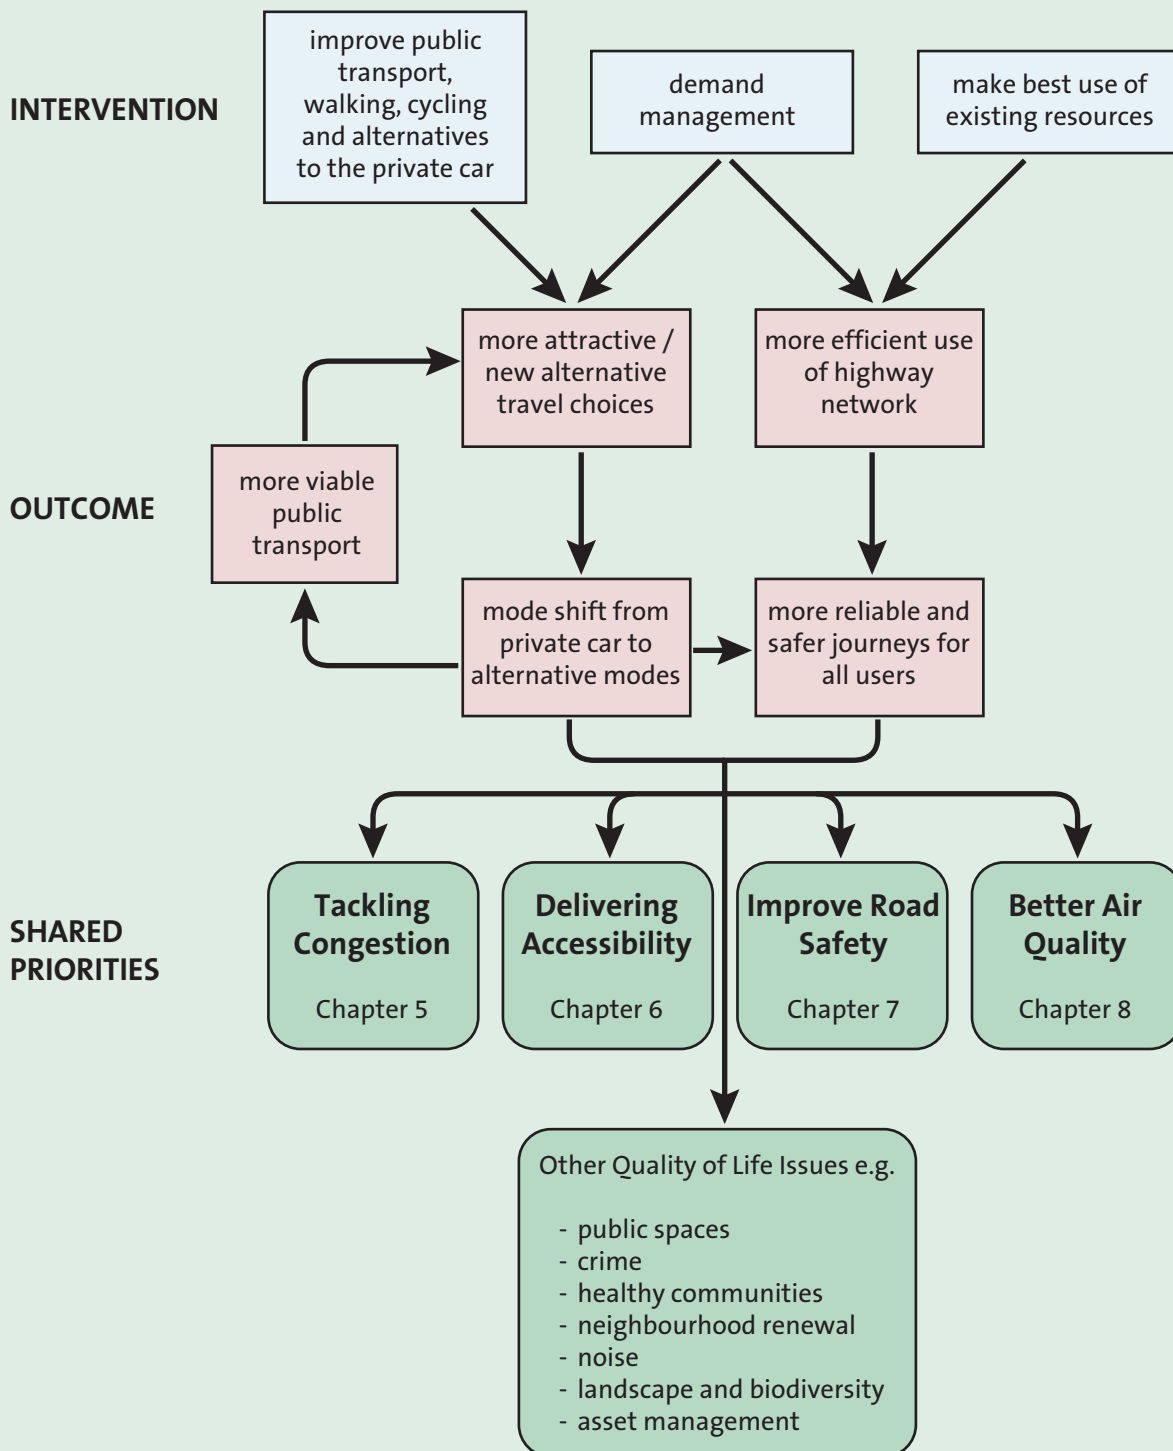 INTERVENTION
improve public
transport,
walking, cycling
and alternatives
to the private car
demand
management
make best use of
existing resources
OUTCOME
more attractive /
new alternative
travel choices
more efficient use
of highway
network
more viable
public
transport
mode shift from
private car to
alternative modes
more reliable and
safer journeys for
all users
SHARED
PRIORITIES
Tackling
Congestion
Chapter 5
Delivering
Accessibility
Chapter 6
Improve Road
Safety
Chapter 7
Better Air
Quality
Chapter 8
Other Quality of Life Issues e.g.
- public spaces
- crime
- healthy communities
- neighbourhood renewal
- noise
- landscape and biodiversity
- asset management